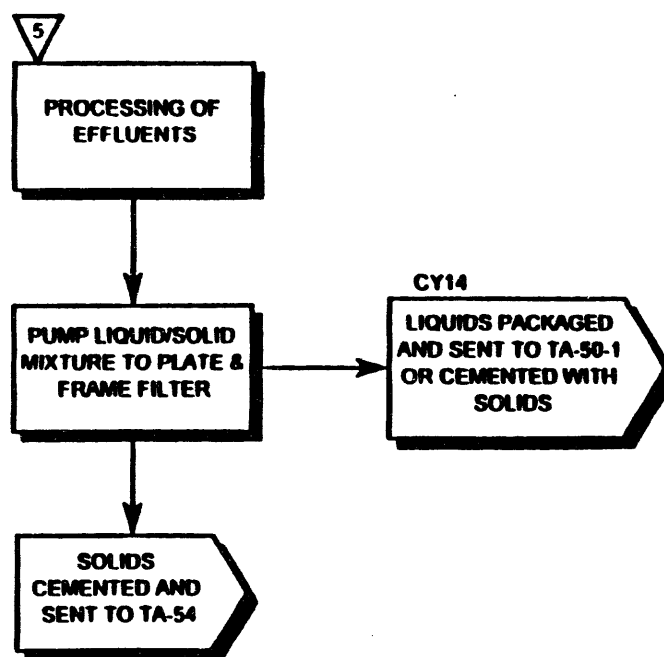 5
PROCESSING OF
EFFLUENTS
PUMP LIQUID/SOLID
MIXTURE TO PLATE &
FRAME FILTER
CY14
LIQUIDS PACKAGED
AND SENT TO TA-50-1
OR CEMENTED WITH
SOLIDS
SOLIDS
CEMENTED AND
SENT TO TA-54